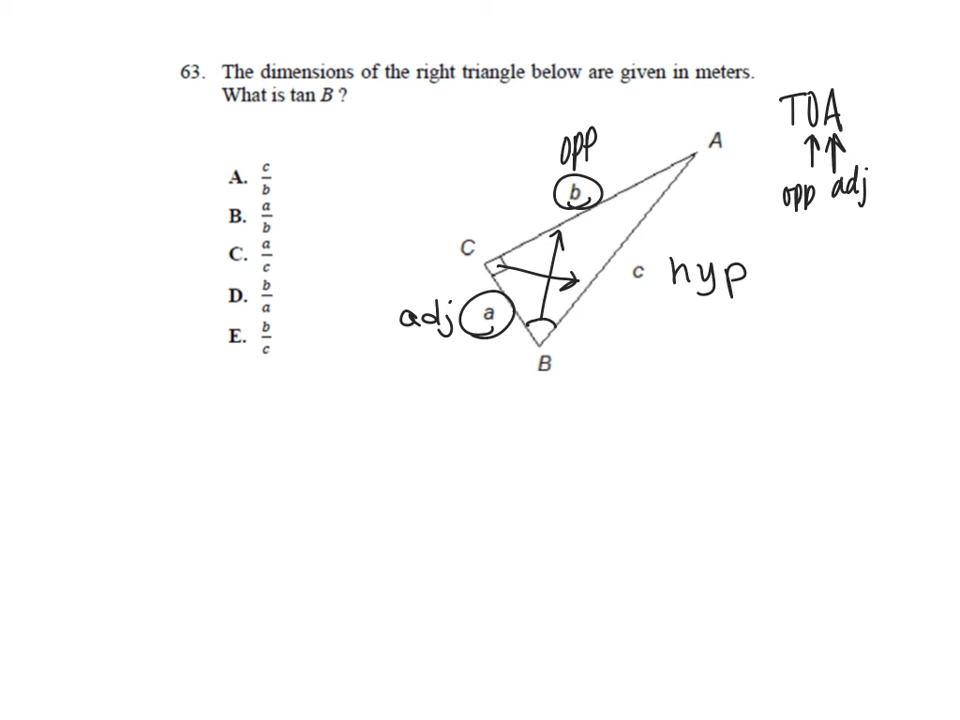 63. The dimensions of the right triangle below are given in meters.
What is tan B ?
TOA
opp adj
A. c/b
B. a/b
C. a/c
D. b/a
E. b/c
opp
b
A
C
c hyp
adj a
B